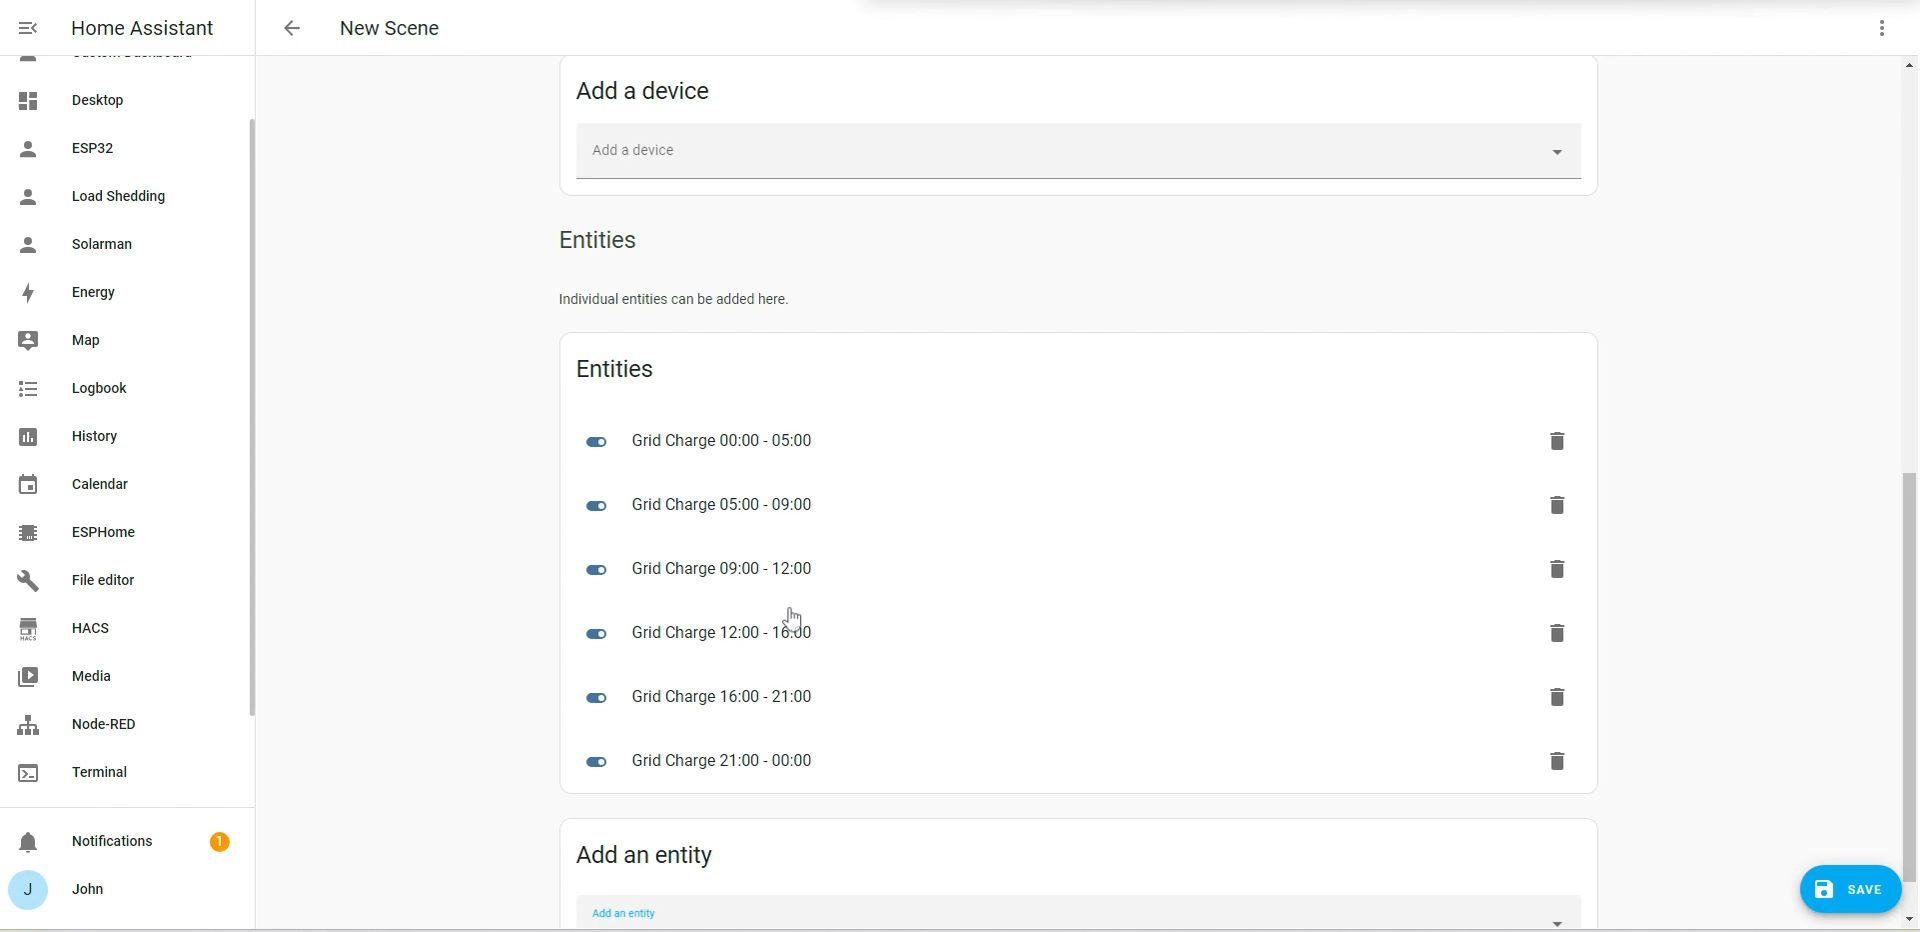 Home Assistant
New Scene
Desktop
ESP32
Load Shedding
Solarman
Energy
Map
Logbook
History
Calendar
ESPHome
File editor
HACS
HACS
Media
Node-RED
Terminal
Notifications
1
J
John
Add a device
Add a device
Entities
Individual entities can be added here.
Entities
Grid Charge 00:00 - 05:00
Grid Charge 05:00 - 09:00
Grid Charge 09:00 - 12:00
Grid Charge 12:00 - 16:00
Grid Charge 16:00 - 21:00
Grid Charge 21:00 - 00:00
Add an entity
Add an entity
SAVE